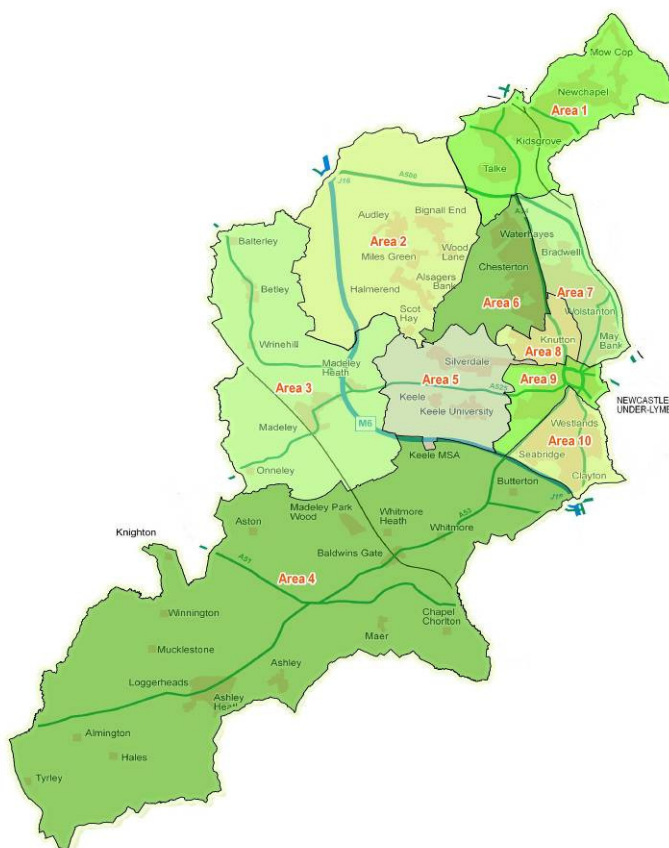 Mow Cop
Newchapel
Area 1
Kidsgrove
Talke
A500
J16
A34
Audley
Bignall End
Waterhayes
Area 2
Wood
Lane
Bradwell
Balterley
Miles Green
Chesterton
Alsagers
Bank
Betley
Halmerend
Area 6
Area 7
Wolstanton
Scot
Hay
Wrinehill
Knutton
May
Bank
Area 8
Madeley
Heath
Silverdale
Area 3
Area 5
A525
Area 9
Keele
NEWCASTLE
UNDER-LYME
Keele University
Madeley
M6
Westlands
Area 10
Keele MSA
Seabridge
Onneley
Clayton
Butterton
J15
Madeley Park
Wood
Whitmore
Heath
A53
Aston
Whitmore
Knighton
Baldwins Gate
A51
Area 4
Winnington
Chapel
Chorlton
Maer
Mucklestone
Ashley
Loggerheads
Ashley
Heath
Almington
Hales
Tyrley